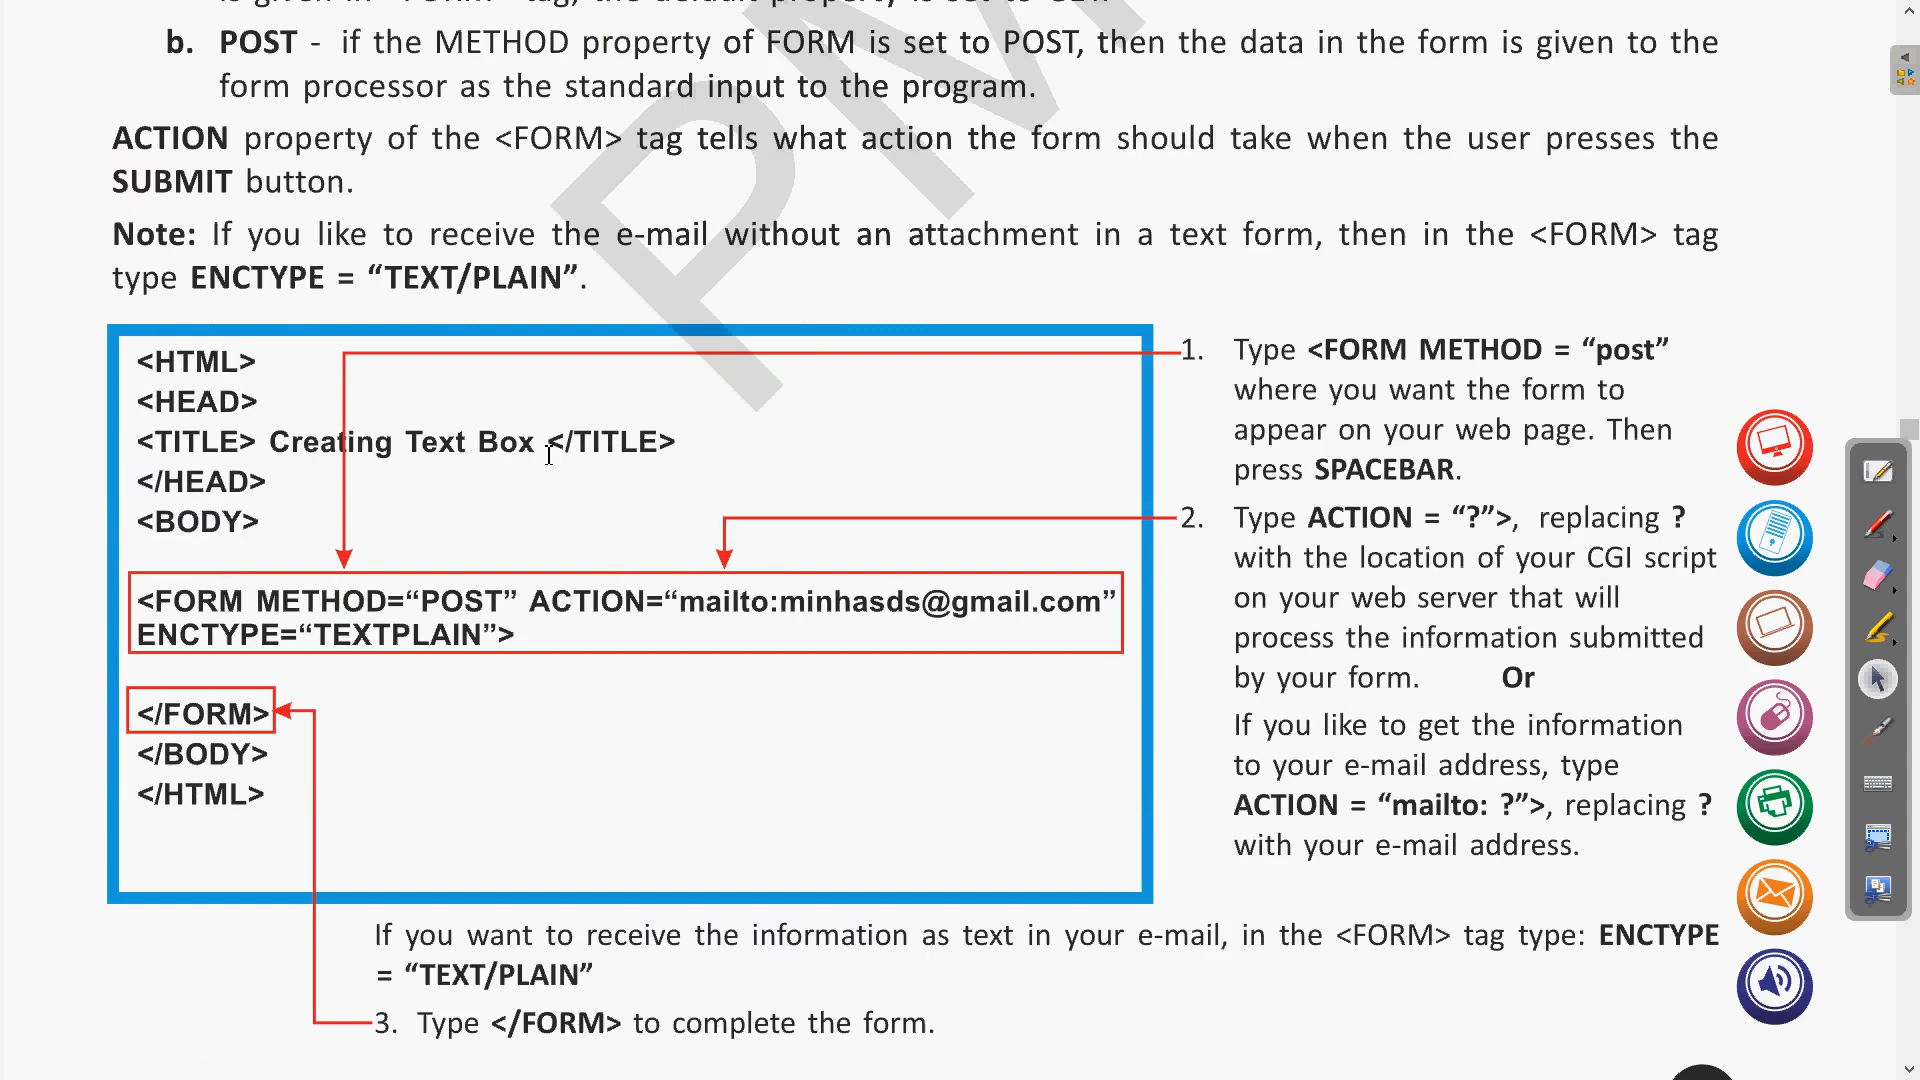 b. POST - if the METHOD property of FORM is set to POST, then the data in the form is given to the
form processor as the standard input to the program.
ACTION property of the <FORM> tag tells what action the form should take when the user presses the
SUBMIT button.
Note: If you like to receive the e-mail without an attachment in a text form, then in the <FORM> tag
type ENCTYPE = “TEXT/PLAIN”.
<HTML>
<HEAD>
<TITLE> Creating Text Box </TITLE>
</HEAD>
<BODY>
<FORM METHOD=“POST” ACTION=“mailto:minhasds@gmail.com”
ENCTYPE=“TEXTPLAIN”>
</FORM>
</BODY>
</HTML>
1. Type <FORM METHOD = “post”
where you want the form to
appear on your web page. Then
press SPACEBAR.
2. Type ACTION = “?”>, replacing ?
with the location of your CGI script
on your web server that will
process the information submitted
by your form. Or
If you like to get the information
to your e-mail address, type
ACTION = “mailto: ?”>, replacing ?
with your e-mail address.
If you want to receive the information as text in your e-mail, in the <FORM> tag type: ENCTYPE
= “TEXT/PLAIN”
3. Type </FORM> to complete the form.